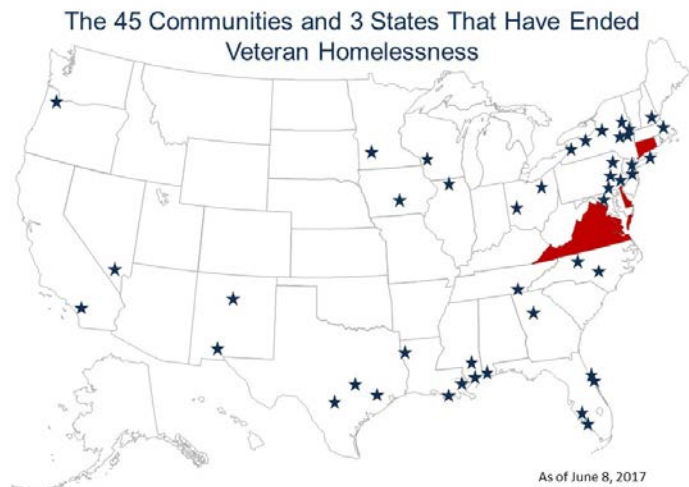 The 45 Communities and 3 States That Have Ended
Veteran Homelessness
As of June 8, 2017